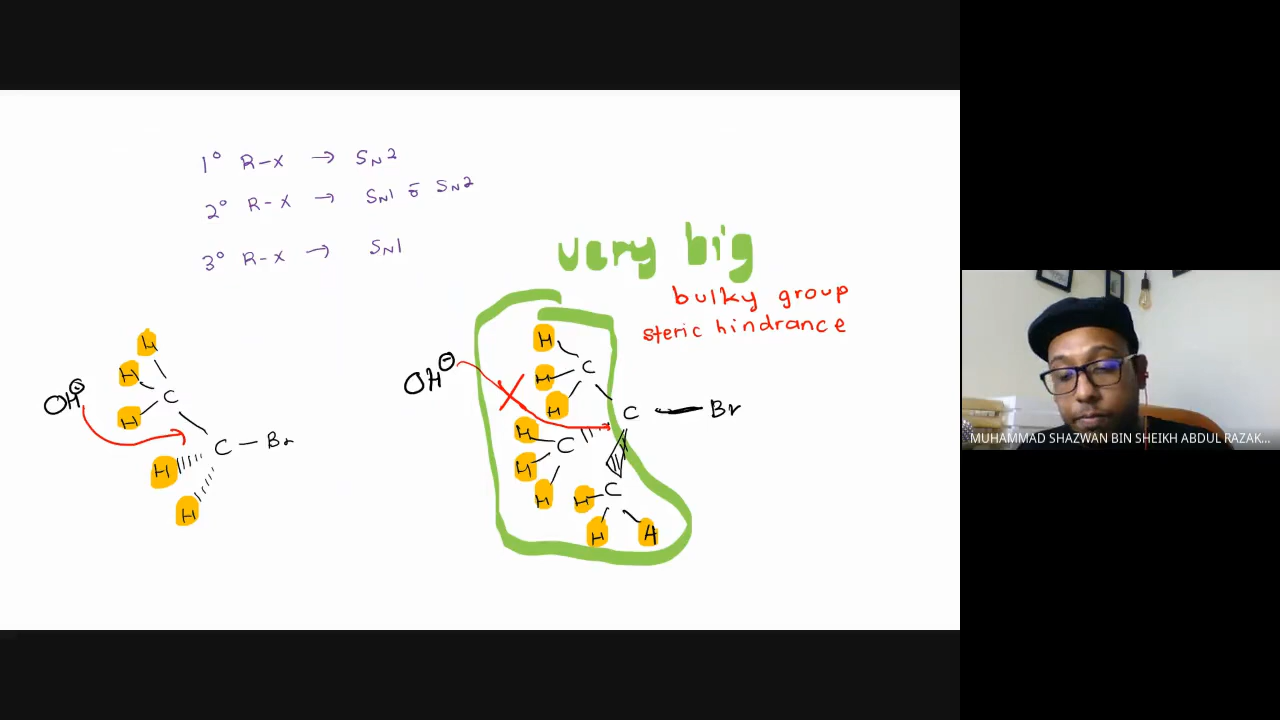 1° R-X → SN2
2° R-X → SN1 or SN2
3° R-X → SN1
very big
bulky group
steric hindrance
H
H
H
C
OH⊖
C - Br
H
H
OH⊖
H
H
H
C
C Br
H
H
H
C
C
H
H
H
MUHAMMAD SHAZWAN BIN SHEIKH ABDUL RAZAK...